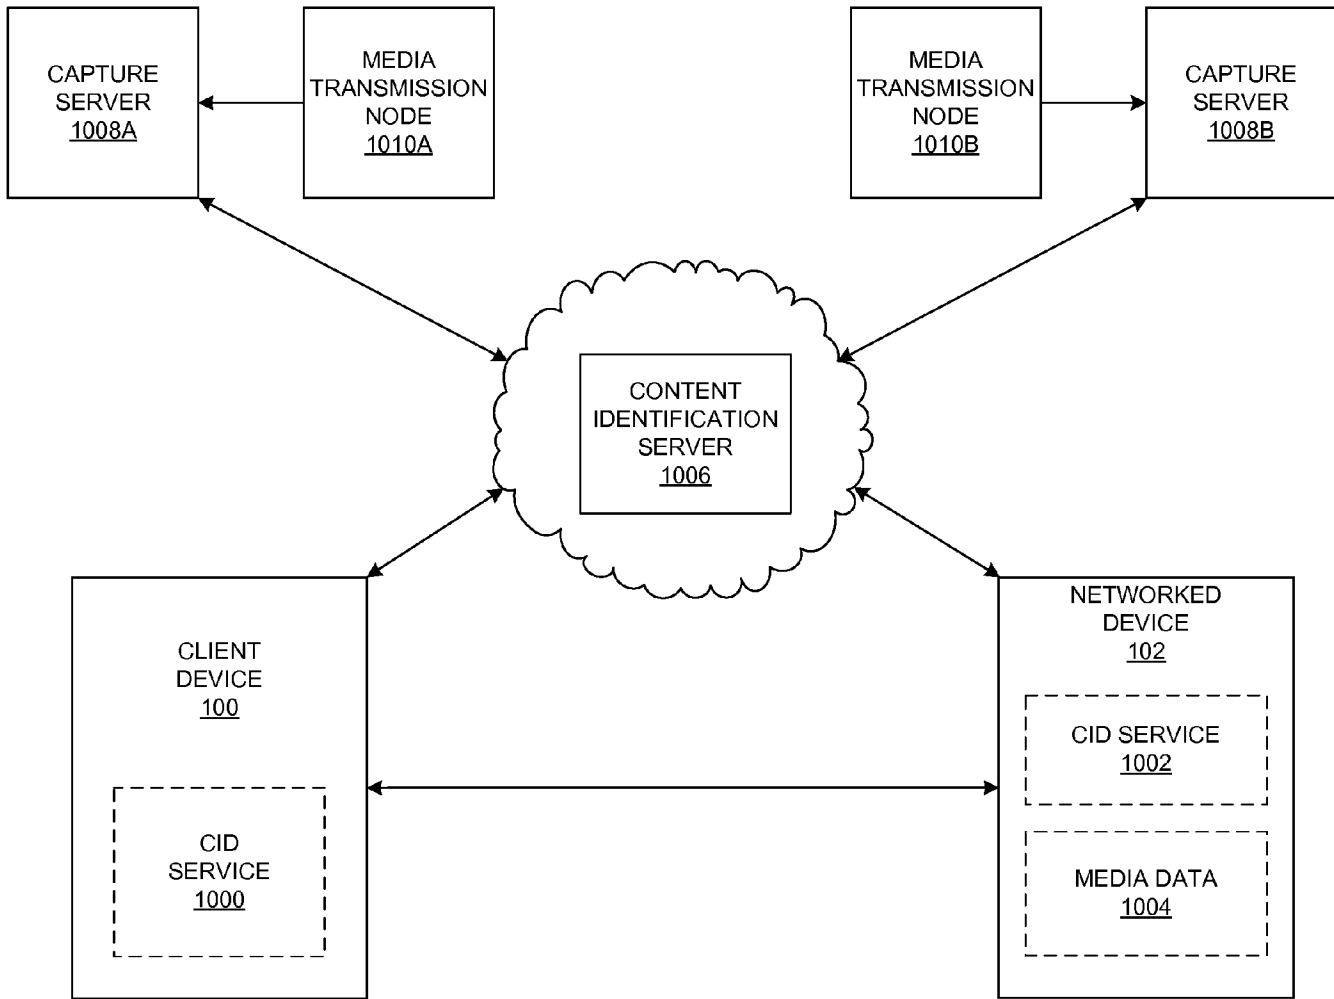 CAPTURE
SERVER
1008A
MEDIA
TRANSMISSION
NODE
1010A
MEDIA
TRANSMISSION
NODE
1010B
CAPTURE
SERVER
1008B
CONTENT
IDENTIFICATION
SERVER
1006
CLIENT
DEVICE
100
CID
SERVICE
1000
NETWORKED
DEVICE
102
CID SERVICE
1002
MEDIA DATA
1004